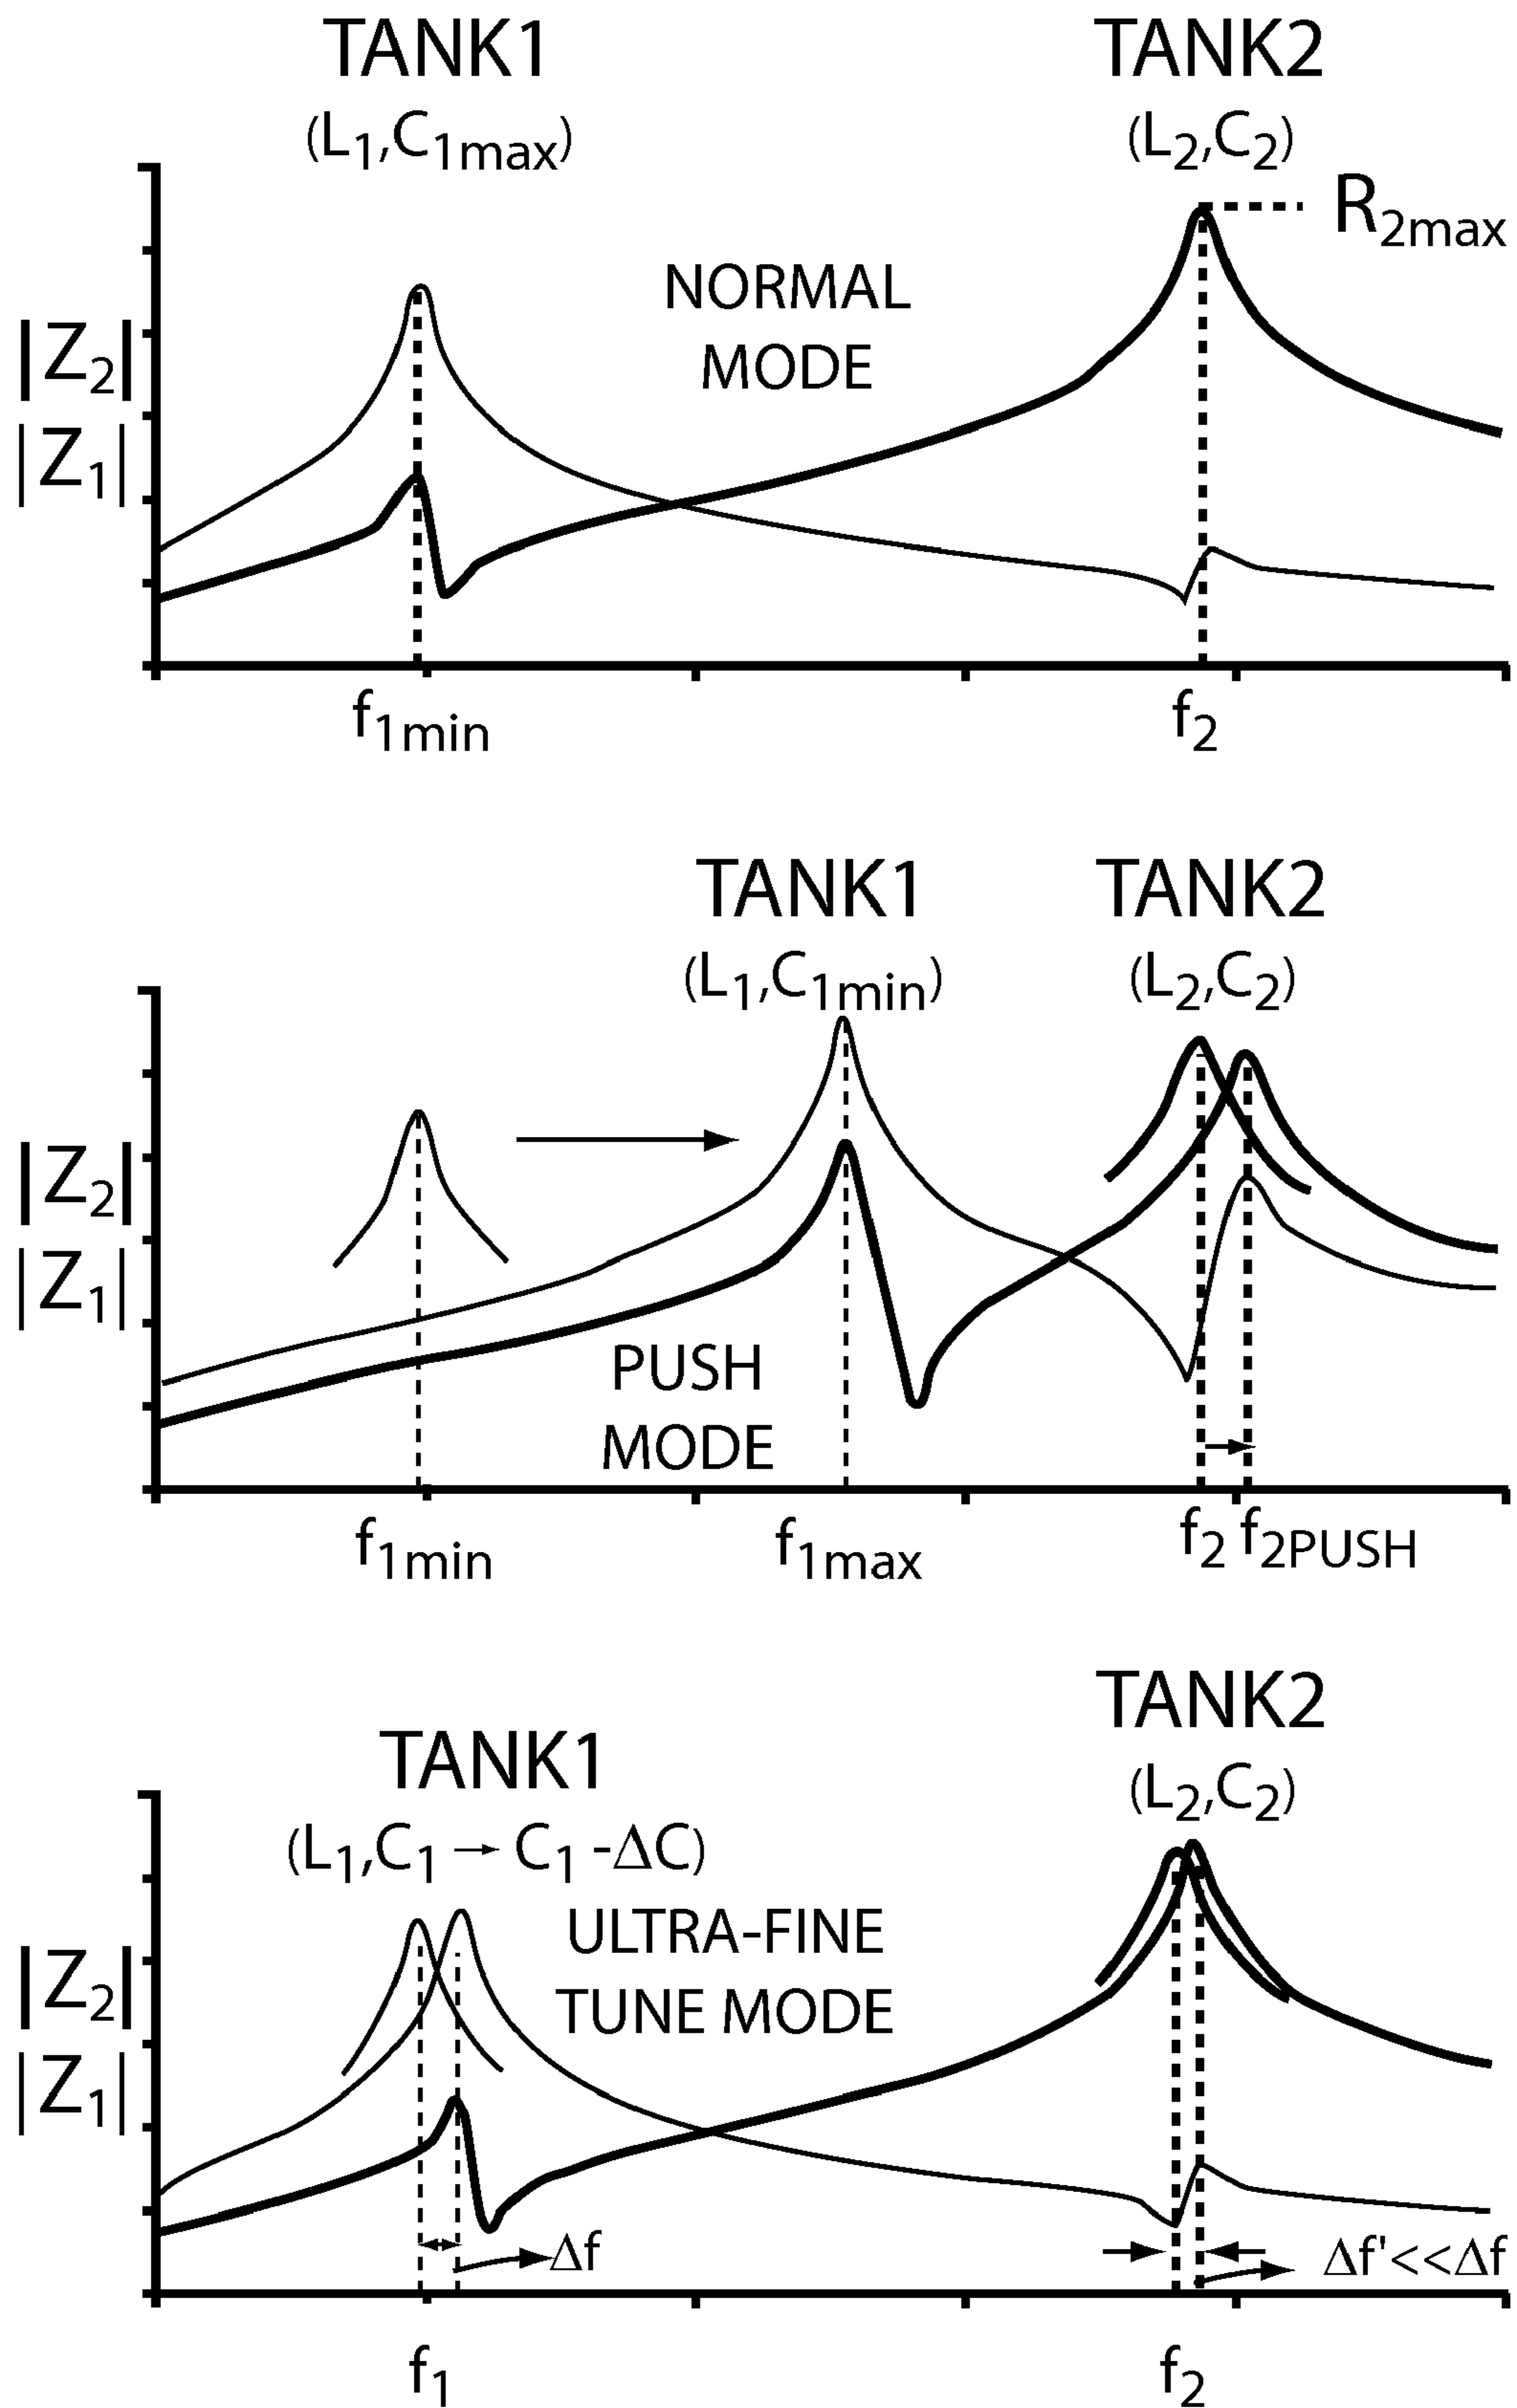 TANK1 TANK2
(L1,C1max) (L2,C2)
R2max
NORMAL
MODE
|Z2|
|Z1|
f1min f2
TANK1 TANK2
(L1,C1min) (L2,C2)
|Z2|
|Z1|
PUSH
MODE
f1min f1max f2 f2PUSH
TANK2
TANK1
(L2,C2)
(L1,C1 → C1 -ΔC)
ULTRA-FINE
TUNE MODE
|Z2|
|Z1|
Δf Δf'<<Δf
f1 f2